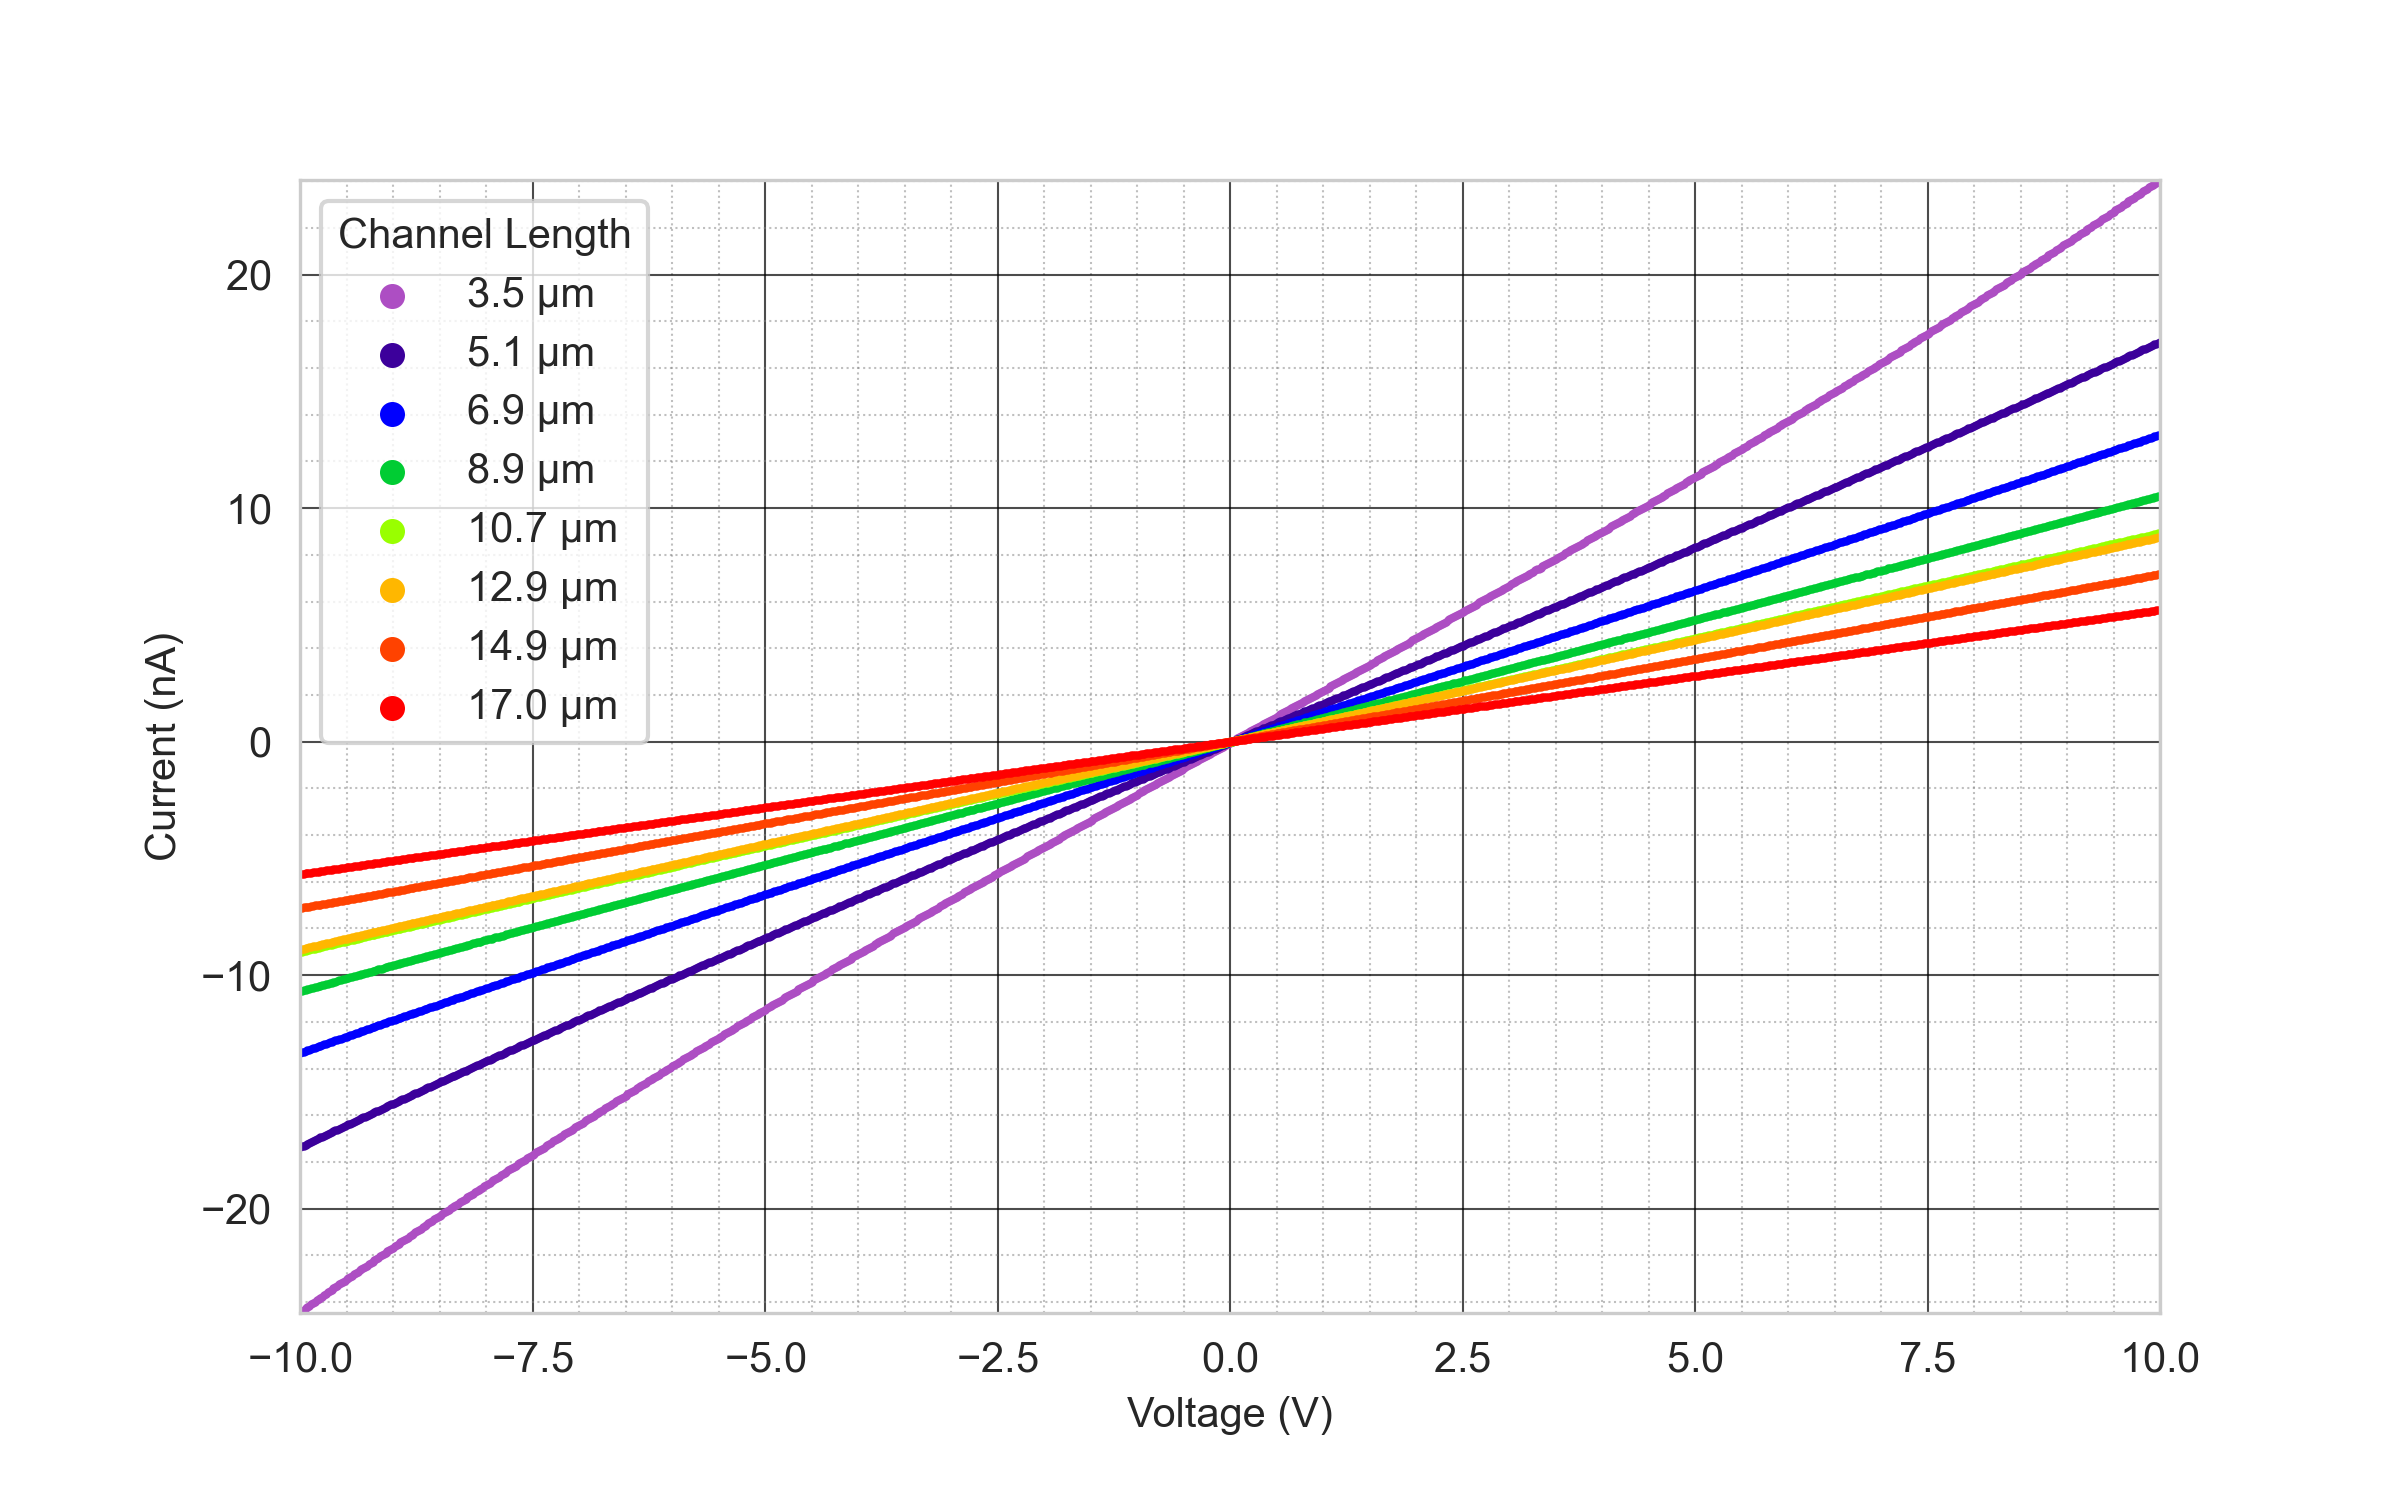 Channel Length
3.5 μm
5.1 μm
6.9 μm
8.9 μm
10.7 μm
12.9 μm
14.9 μm
17.0 μm
20
10
0
−10
−20
Current (nA)
−10.0 −7.5 −5.0 −2.5 0.0 2.5 5.0 7.5 10.0
Voltage (V)